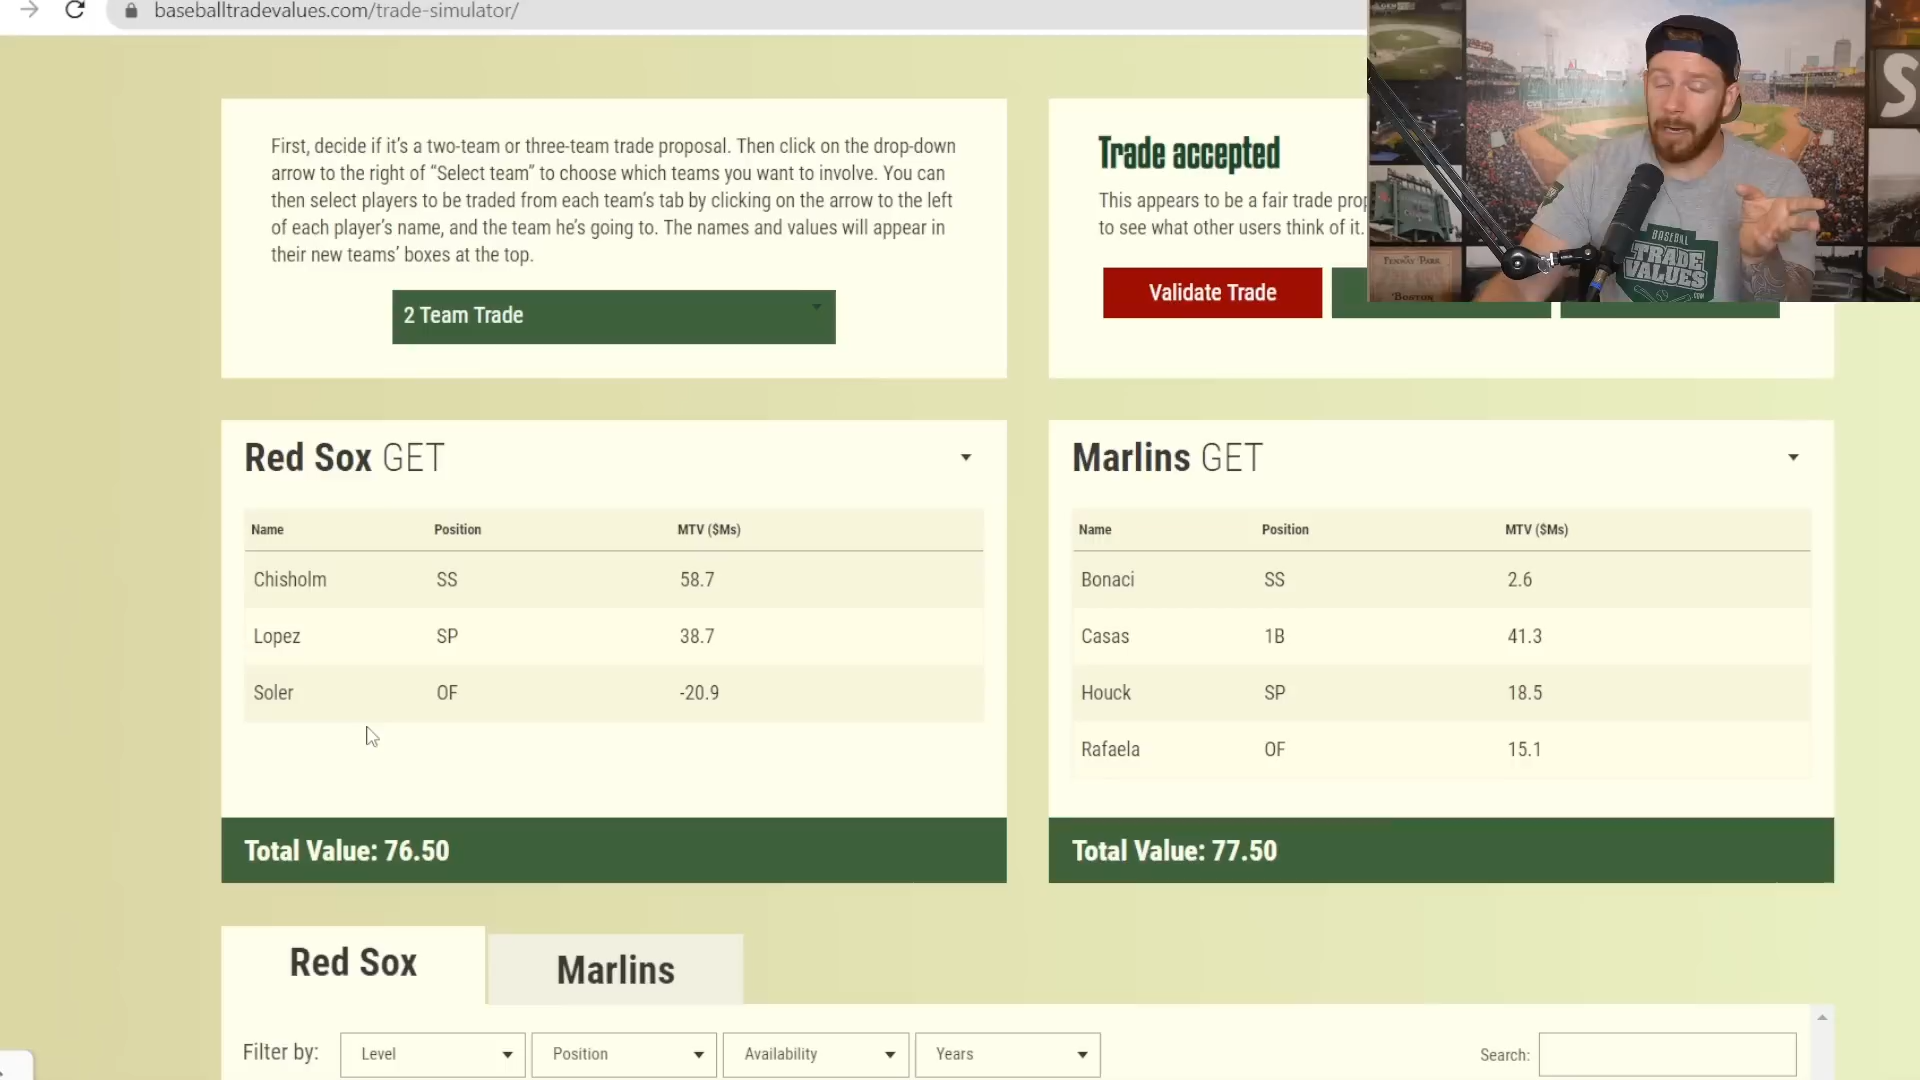 baseballtradevalues.com/trade-simulator/
First, decide if it's a two-team or three-team trade proposal. Then click on the drop-down
arrow to the right of “Select team” to choose which teams you want to involve. You can
then select players to be traded from each team's tab by clicking on the arrow to the left
of each player's name, and the team he's going to. The names and values will appear in
their new teams' boxes at the top.
2 Team Trade
Trade accepted
This appears to be a fair trade
to see what other users think of it.
Validate Trade
BASEBALL
TRADE
VALUES
.COM
FENWAY PARK
BOSTON
S
Red Sox GET
Name Position MTV ($Ms)
Chisholm SS 58.7
Lopez SP 38.7
Soler OF -20.9
Total Value: 76.50
Marlins GET
Name Position MTV ($Ms)
Bonaci SS 2.6
Casas 1B 41.3
Houck SP 18.5
Rafaela OF 15.1
Total Value: 77.50
Red Sox
Marlins
Filter by: Level Position Availability Years
Search: